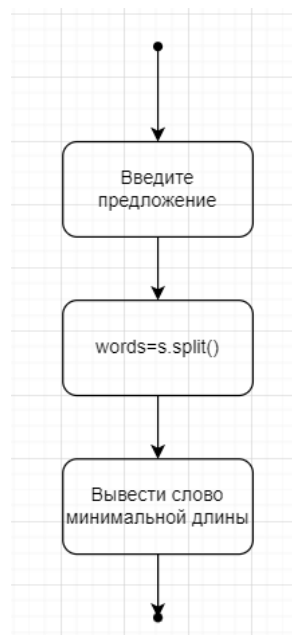 Введите
предложение
words=s.split()
Вывести слово
минимальной длины